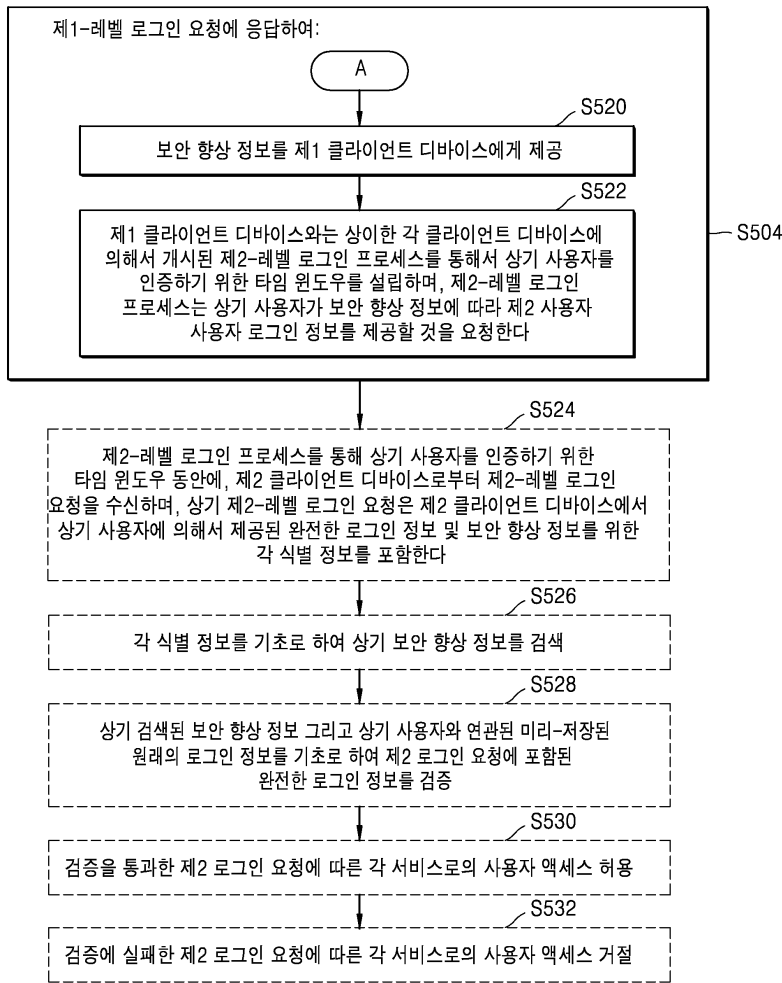 제1-레벨 로그인 요청에 응답하여:
A
S520
보안 향상 정보를 제1 클라이언트 디바이스에게 제공
S522
제1 클라이언트 디바이스와는 상이한 각 클라이언트 디바이스에
의해서 개시된 제2-레벨 로그인 프로세스를 통해서 상기 사용자를
인증하기 위한 타임 윈도우를 설립하며, 제2-레벨 로그인
프로세스는 상기 사용자가 보안 향상 정보에 따라 제2 사용자
사용자 로그인 정보를 제공할 것을 요청한다
S504
S524
제2-레벨 로그인 프로세스를 통해 상기 사용자를 인증하기 위한
타임 윈도우 동안에, 제2 클라이언트 디바이스로부터 제2-레벨 로그인
요청을 수신하며, 상기 제2-레벨 로그인 요청은 제2 클라이언트 디바이스에서
상기 사용자에 의해서 제공된 완전한 로그인 정보 및 보안 향상 정보를 위한
각 식별 정보를 포함한다
S526
각 식별 정보를 기초로 하여 상기 보안 향상 정보를 검색
S528
상기 검색된 보안 향상 정보 그리고 상기 사용자와 연관된 미리-저장된
원래의 로그인 정보를 기초로 하여 제2 로그인 요청에 포함된
완전한 로그인 정보를 검증
S530
검증을 통과한 제2 로그인 요청에 따른 각 서비스로의 사용자 액세스 허용
S532
검증에 실패한 제2 로그인 요청에 따른 각 서비스로의 사용자 액세스 거절